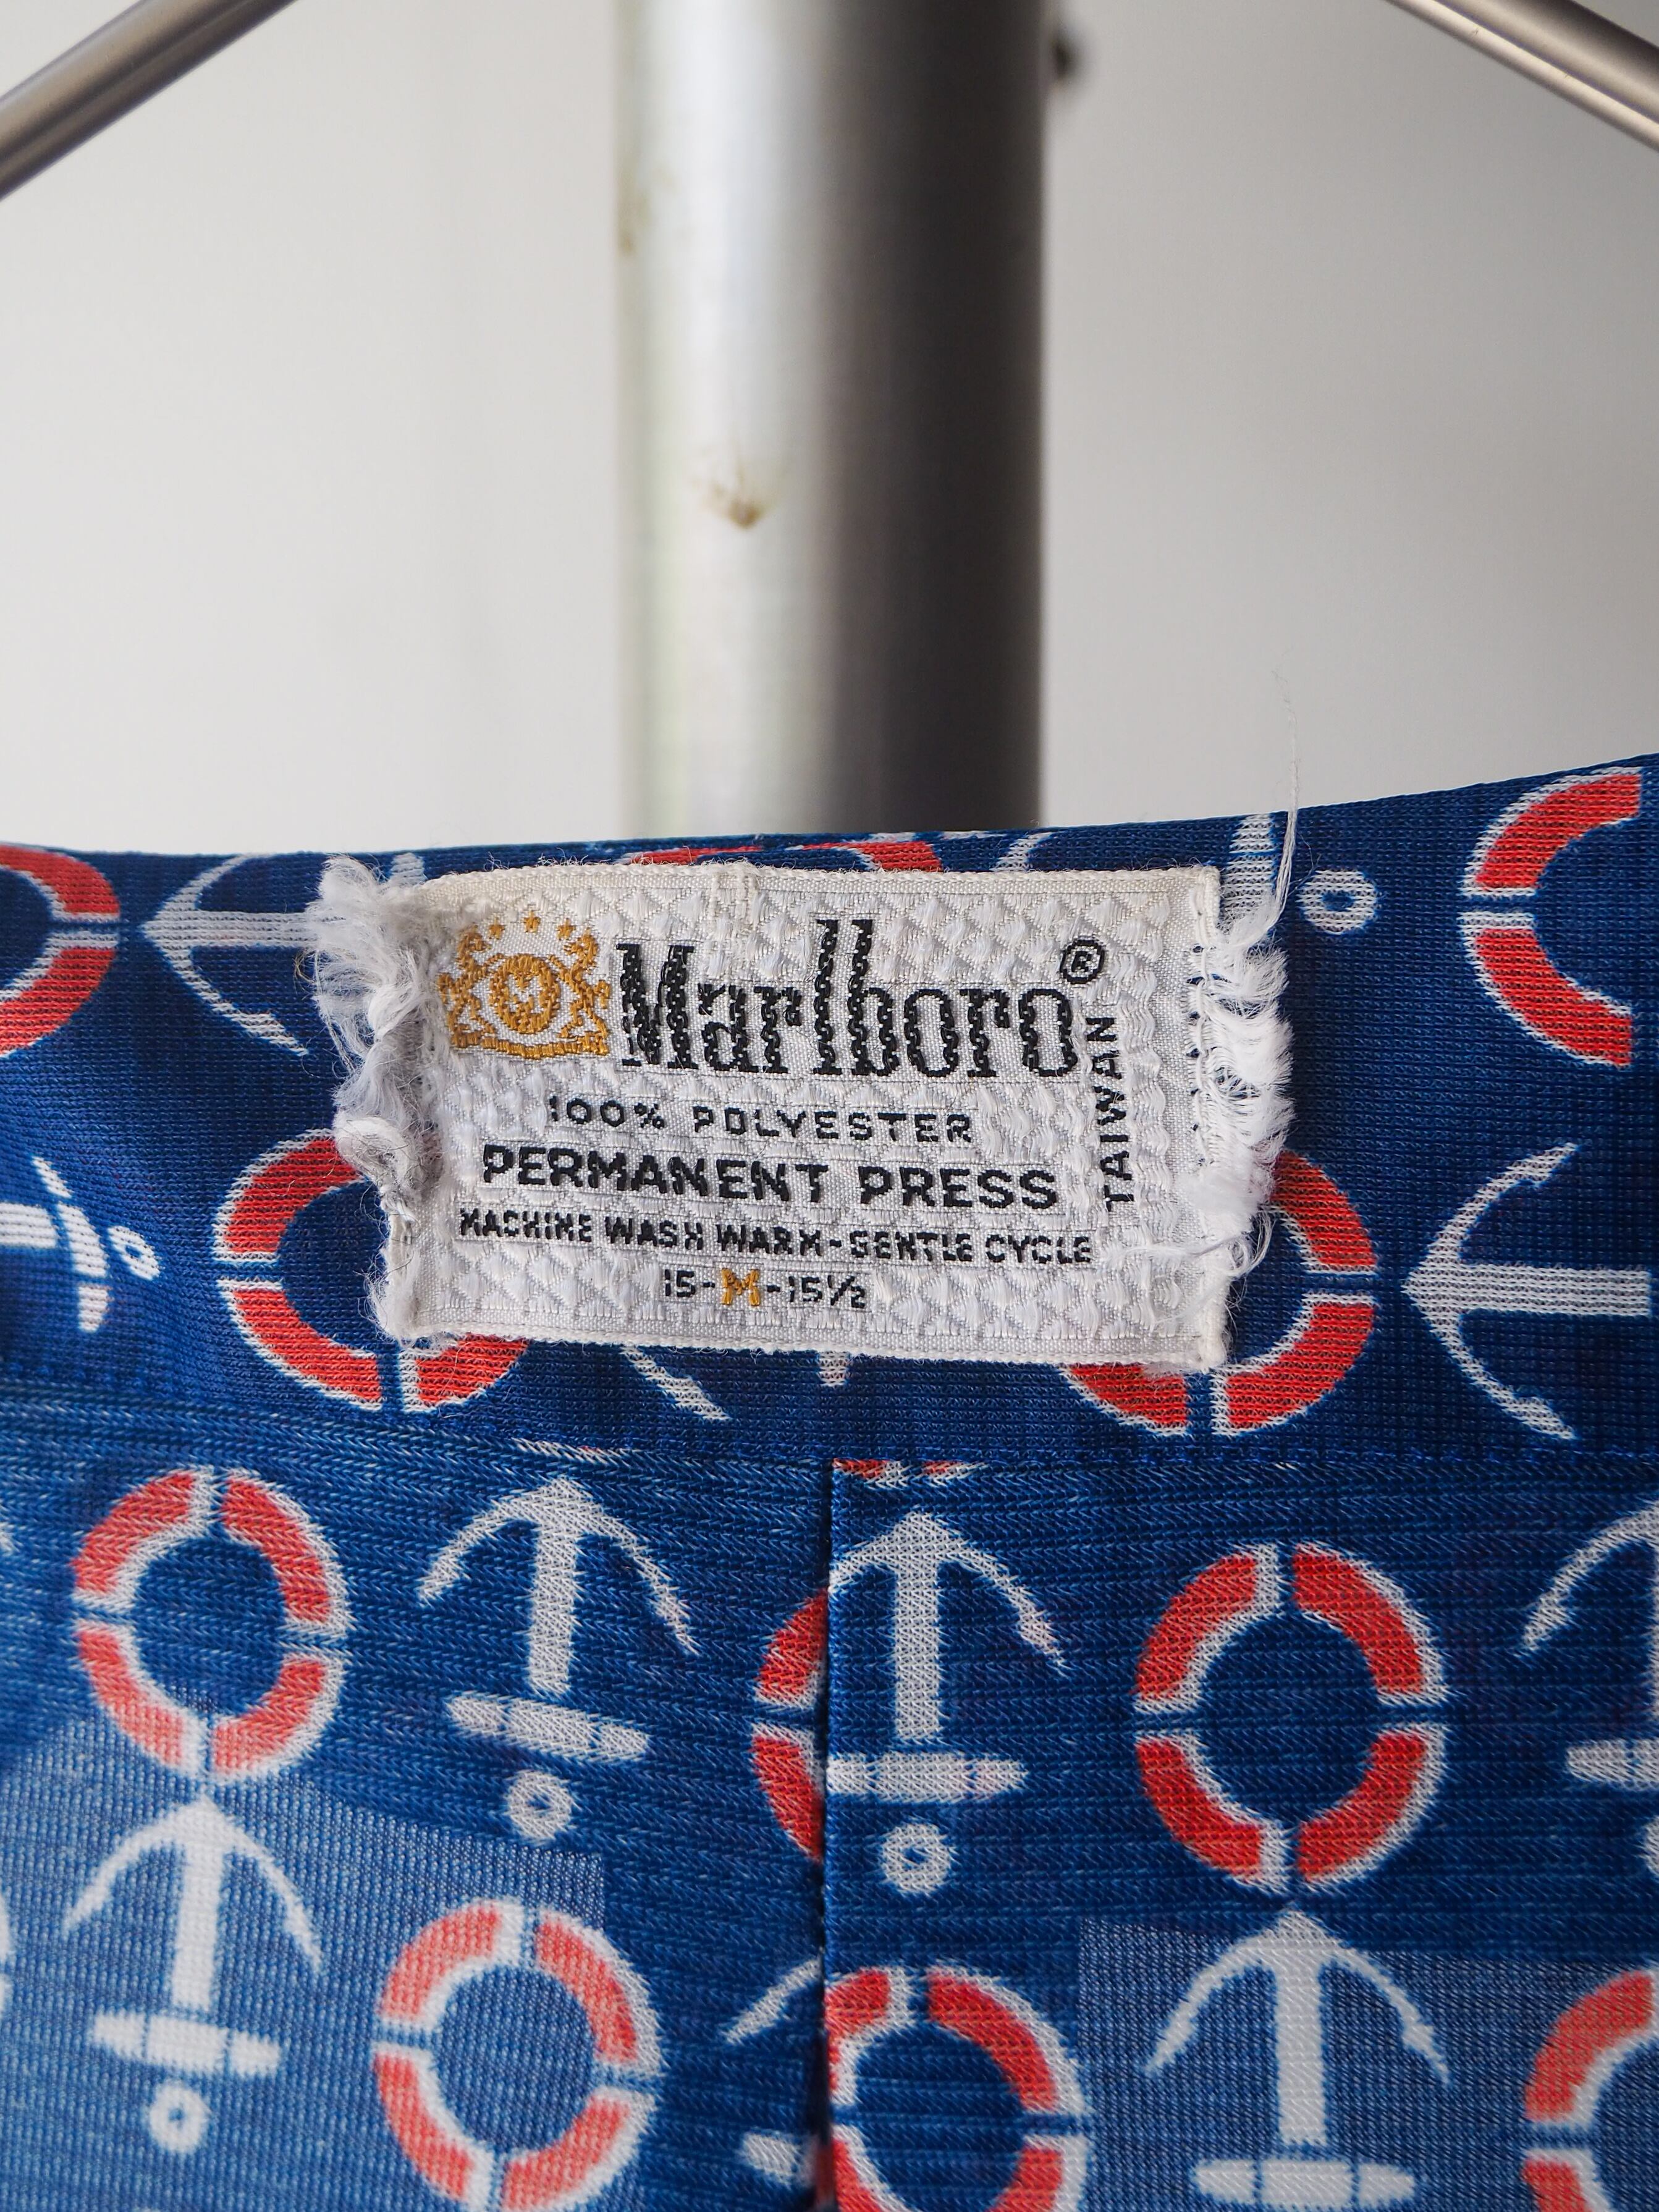 M Marlboro®
TAIWAN
100% POLYESTER
PERMANENT PRESS
MACHINE WASH WARM-GENTLE CYCLE
15-M-15½